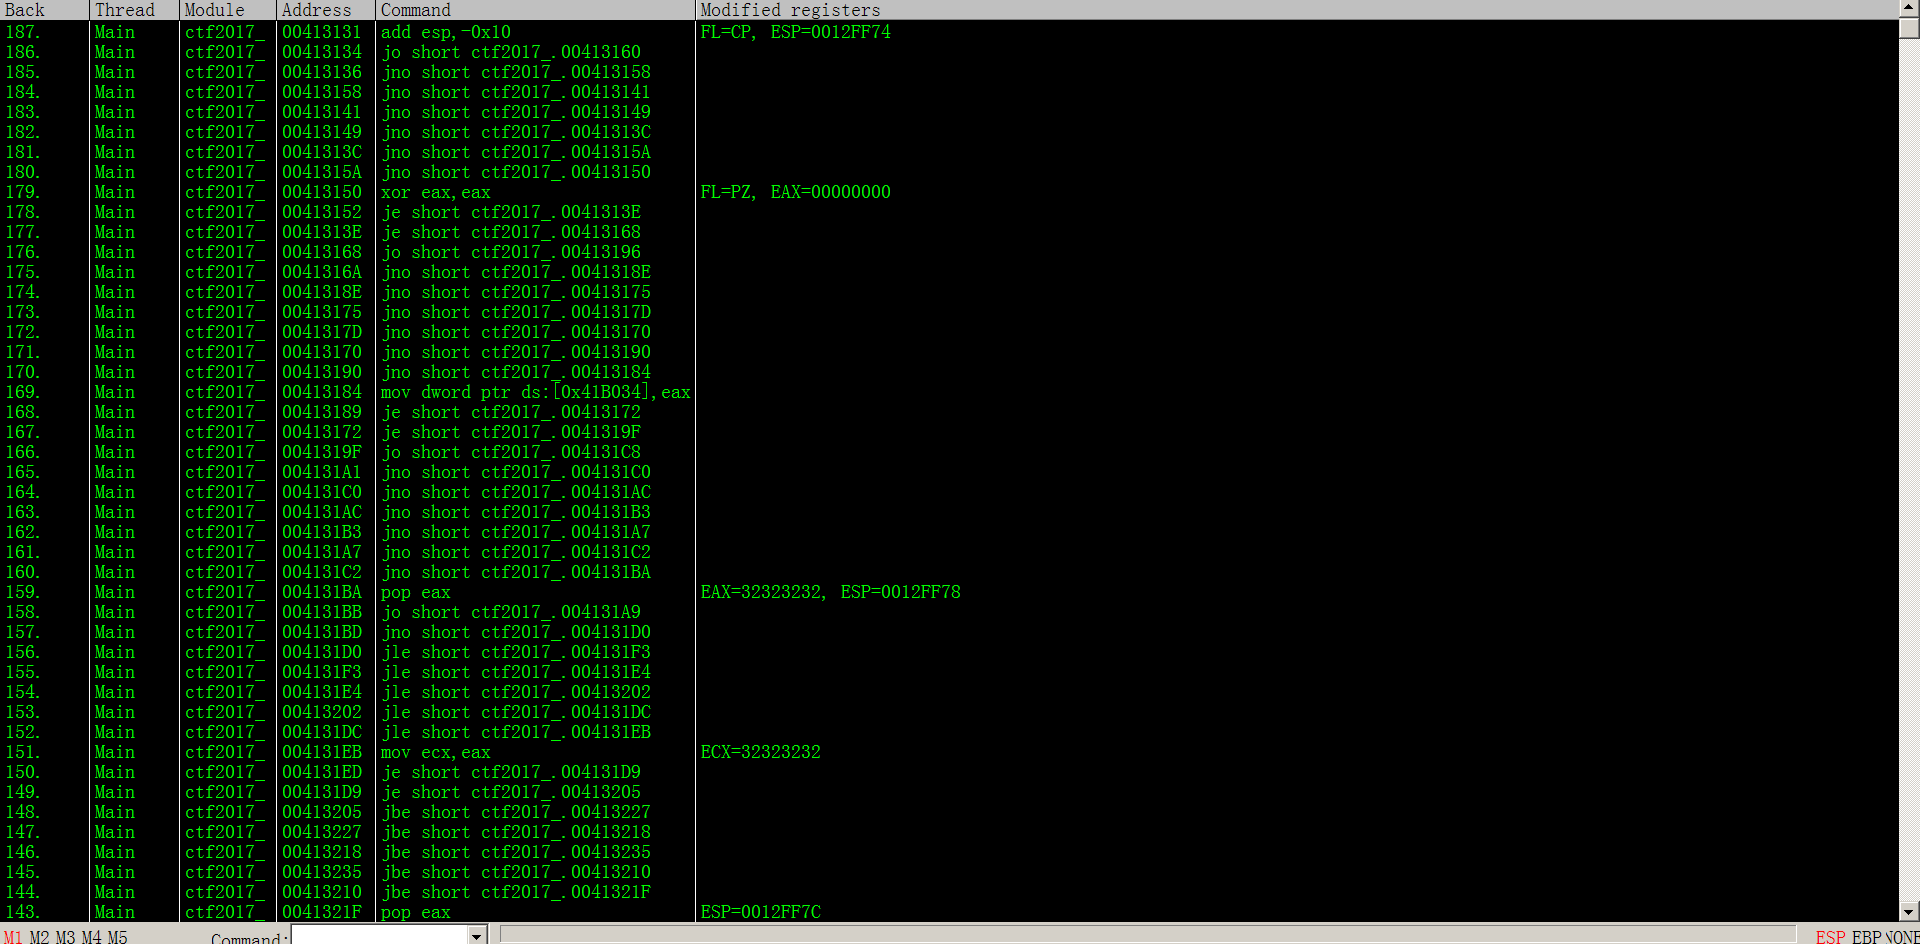 Back Thread Module Address Command Modified registers
187. Main ctf2017_ 00413131 add esp,-0x10 FL=CP, ESP=0012FF74
186. Main ctf2017_ 00413134 jo short ctf2017_.00413160
185. Main ctf2017_ 00413136 jno short ctf2017_.00413158
184. Main ctf2017_ 00413158 jno short ctf2017_.00413141
183. Main ctf2017_ 00413141 jno short ctf2017_.00413149
182. Main ctf2017_ 00413149 jno short ctf2017_.0041313C
181. Main ctf2017_ 0041313C jno short ctf2017_.0041315A
180. Main ctf2017_ 0041315A jno short ctf2017_.00413150
179. Main ctf2017_ 00413150 xor eax,eax FL=PZ, EAX=00000000
178. Main ctf2017_ 00413152 je short ctf2017_.0041313E
177. Main ctf2017_ 0041313E je short ctf2017_.00413168
176. Main ctf2017_ 00413168 jo short ctf2017_.00413196
175. Main ctf2017_ 0041316A jno short ctf2017_.0041318E
174. Main ctf2017_ 0041318E jno short ctf2017_.00413175
173. Main ctf2017_ 00413175 jno short ctf2017_.0041317D
172. Main ctf2017_ 0041317D jno short ctf2017_.00413170
171. Main ctf2017_ 00413170 jno short ctf2017_.00413190
170. Main ctf2017_ 00413190 jno short ctf2017_.00413184
169. Main ctf2017_ 00413184 mov dword ptr ds:[0x41B034],eax
168. Main ctf2017_ 00413189 je short ctf2017_.00413172
167. Main ctf2017_ 00413172 je short ctf2017_.0041319F
166. Main ctf2017_ 0041319F jo short ctf2017_.004131C8
165. Main ctf2017_ 004131A1 jno short ctf2017_.004131C0
164. Main ctf2017_ 004131C0 jno short ctf2017_.004131AC
163. Main ctf2017_ 004131AC jno short ctf2017_.004131B3
162. Main ctf2017_ 004131B3 jno short ctf2017_.004131A7
161. Main ctf2017_ 004131A7 jno short ctf2017_.004131C2
160. Main ctf2017_ 004131C2 jno short ctf2017_.004131BA
159. Main ctf2017_ 004131BA pop eax EAX=32323232, ESP=0012FF78
158. Main ctf2017_ 004131BB jo short ctf2017_.004131A9
157. Main ctf2017_ 004131BD jno short ctf2017_.004131D0
156. Main ctf2017_ 004131D0 jle short ctf2017_.004131F3
155. Main ctf2017_ 004131F3 jle short ctf2017_.004131E4
154. Main ctf2017_ 004131E4 jle short ctf2017_.00413202
153. Main ctf2017_ 00413202 jle short ctf2017_.004131DC
152. Main ctf2017_ 004131DC jle short ctf2017_.004131EB
151. Main ctf2017_ 004131EB mov ecx,eax ECX=32323232
150. Main ctf2017_ 004131ED je short ctf2017_.004131D9
149. Main ctf2017_ 004131D9 je short ctf2017_.00413205
148. Main ctf2017_ 00413205 jbe short ctf2017_.00413227
147. Main ctf2017_ 00413227 jbe short ctf2017_.00413218
146. Main ctf2017_ 00413218 jbe short ctf2017_.00413235
145. Main ctf2017_ 00413235 jbe short ctf2017_.00413210
144. Main ctf2017_ 00413210 jbe short ctf2017_.0041321F
143. Main ctf2017_ 0041321F pop eax ESP=0012FF7C
M1 M2 M3 M4 M5 Command: ESP EBP NONE